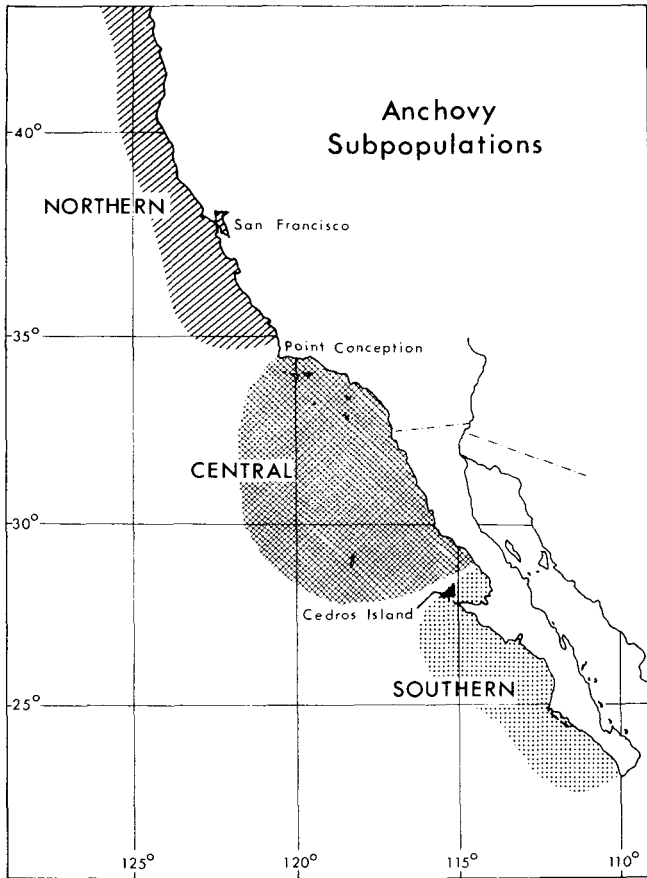 Anchovy
Subpopulations
40°
NORTHERN
San Francisco
35°
Point Conception
CENTRAL
30°
Cedros Island
SOUTHERN
25°
125°
120°
115°
110°